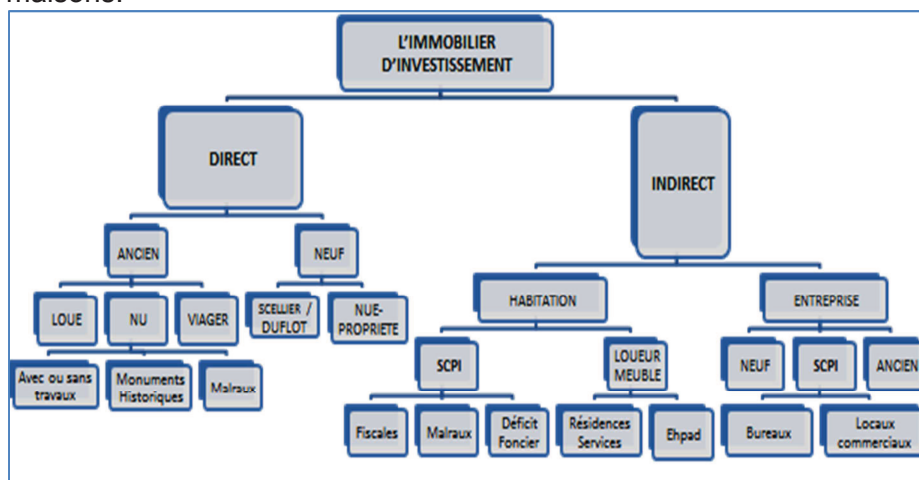 maisons.
L'IMMOBILIER
D'INVESTISSEMENT
DIRECT
INDIRECT
ANCIEN
NEUF
HABITATION
ENTREPRISE
LOUE
NU
VIAGER
SCELLIER /
DUFLOT
NUE-
PROPRIETE
SCPI
LOUEUR
MEUBLE
NEUF
SCPI
ANCIEN
Avec ou sans
travaux
Monuments
Historiques
Malraux
Fiscales
Malraux
Déficit
Foncier
Résidences
Services
Ehpad
Bureaux
Locaux
commerciaux